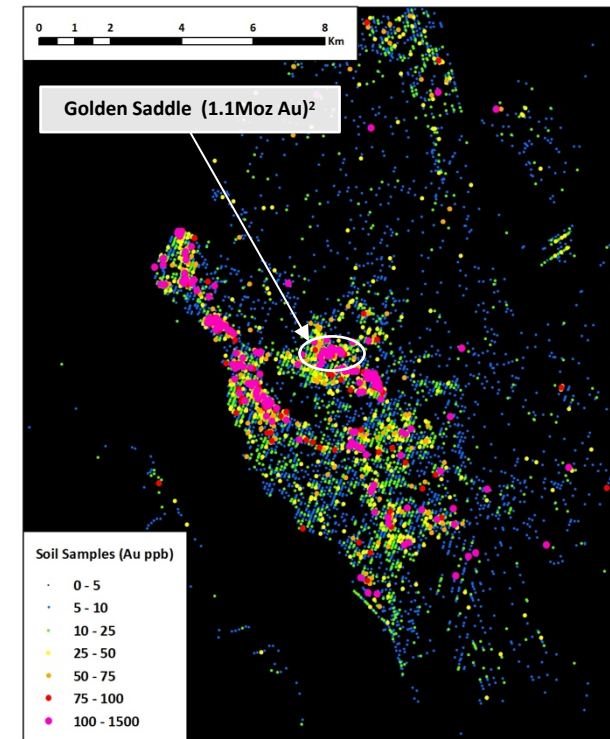 0 1 2 4 6 8
Km
Golden Saddle (1.1Moz Au)²
Soil Samples (Au ppb)
0 - 5
5 - 10
10 - 25
25 - 50
50 - 75
75 - 100
100 - 1500